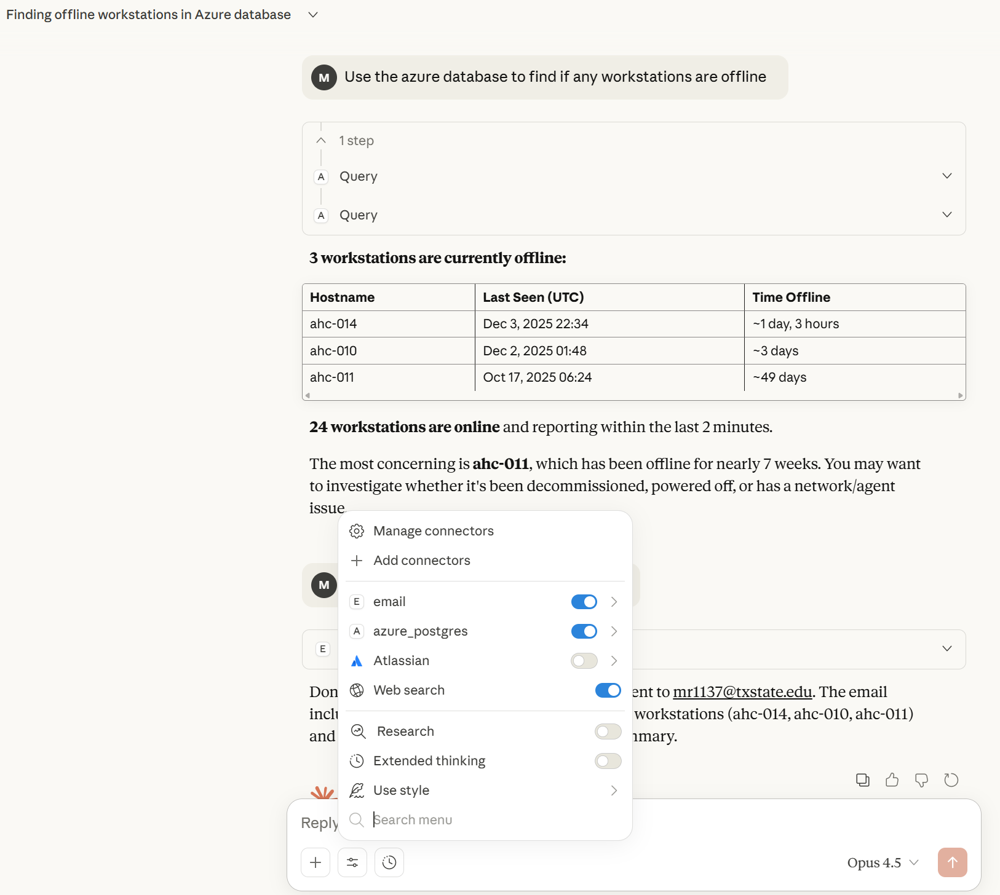 Finding offline workstations in Azure database
M Use the azure database to find if any workstations are offline
1 step
A Query
A Query
3 workstations are currently offline:
Hostname Last Seen (UTC) Time Offline
ahc-014 Dec 3, 2025 22:34 ~1 day, 3 hours
ahc-010 Dec 2, 2025 01:48 ~3 days
ahc-011 Oct 17, 2025 06:24 ~49 days
24 workstations are online and reporting within the last 2 minutes.
The most concerning is ahc-011, which has been offline for nearly 7 weeks. You may want
to investigate whether it's been decommissioned, powered off, or has a network/agent
issue.
Manage connectors
Add connectors
M
E email
A azure_postgres
E
Atlassian
Web search
to mr1137@txstate.edu. The email
workstations (ahc-014, ahc-010, ahc-011)
and
Research
Extended thinking
Use style
Search menu
Reply
Opus 4.5